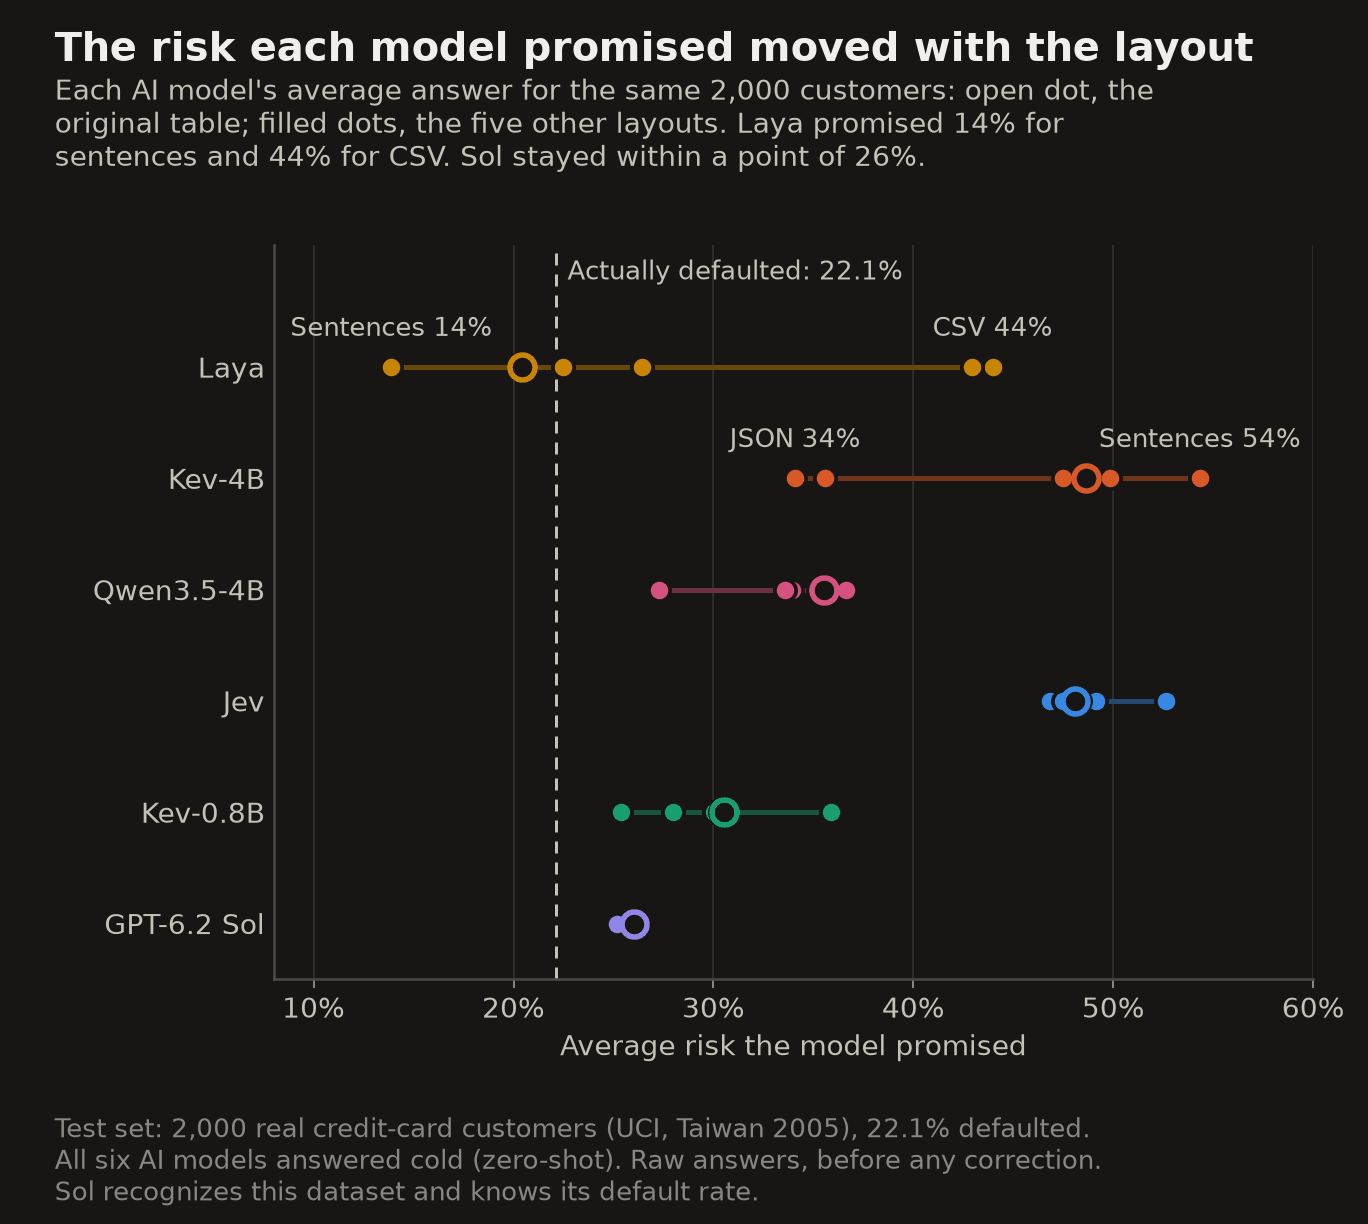 The risk each model promised moved with the layout
Each AI model's average answer for the same 2,000 customers: open dot, the
original table; filled dots, the five other layouts. Laya promised 14% for
sentences and 44% for CSV. Sol stayed within a point of 26%.
Actually defaulted: 22.1%
Sentences 14%
CSV 44%
Laya
JSON 34%
Sentences 54%
Kev-4B
Qwen3.5-4B
Jev
Kev-0.8B
GPT-6.2 Sol
10%
20%
30%
40%
50%
60%
Average risk the model promised
Test set: 2,000 real credit-card customers (UCI, Taiwan 2005), 22.1% defaulted.
All six AI models answered cold (zero-shot). Raw answers, before any correction.
Sol recognizes this dataset and knows its default rate.